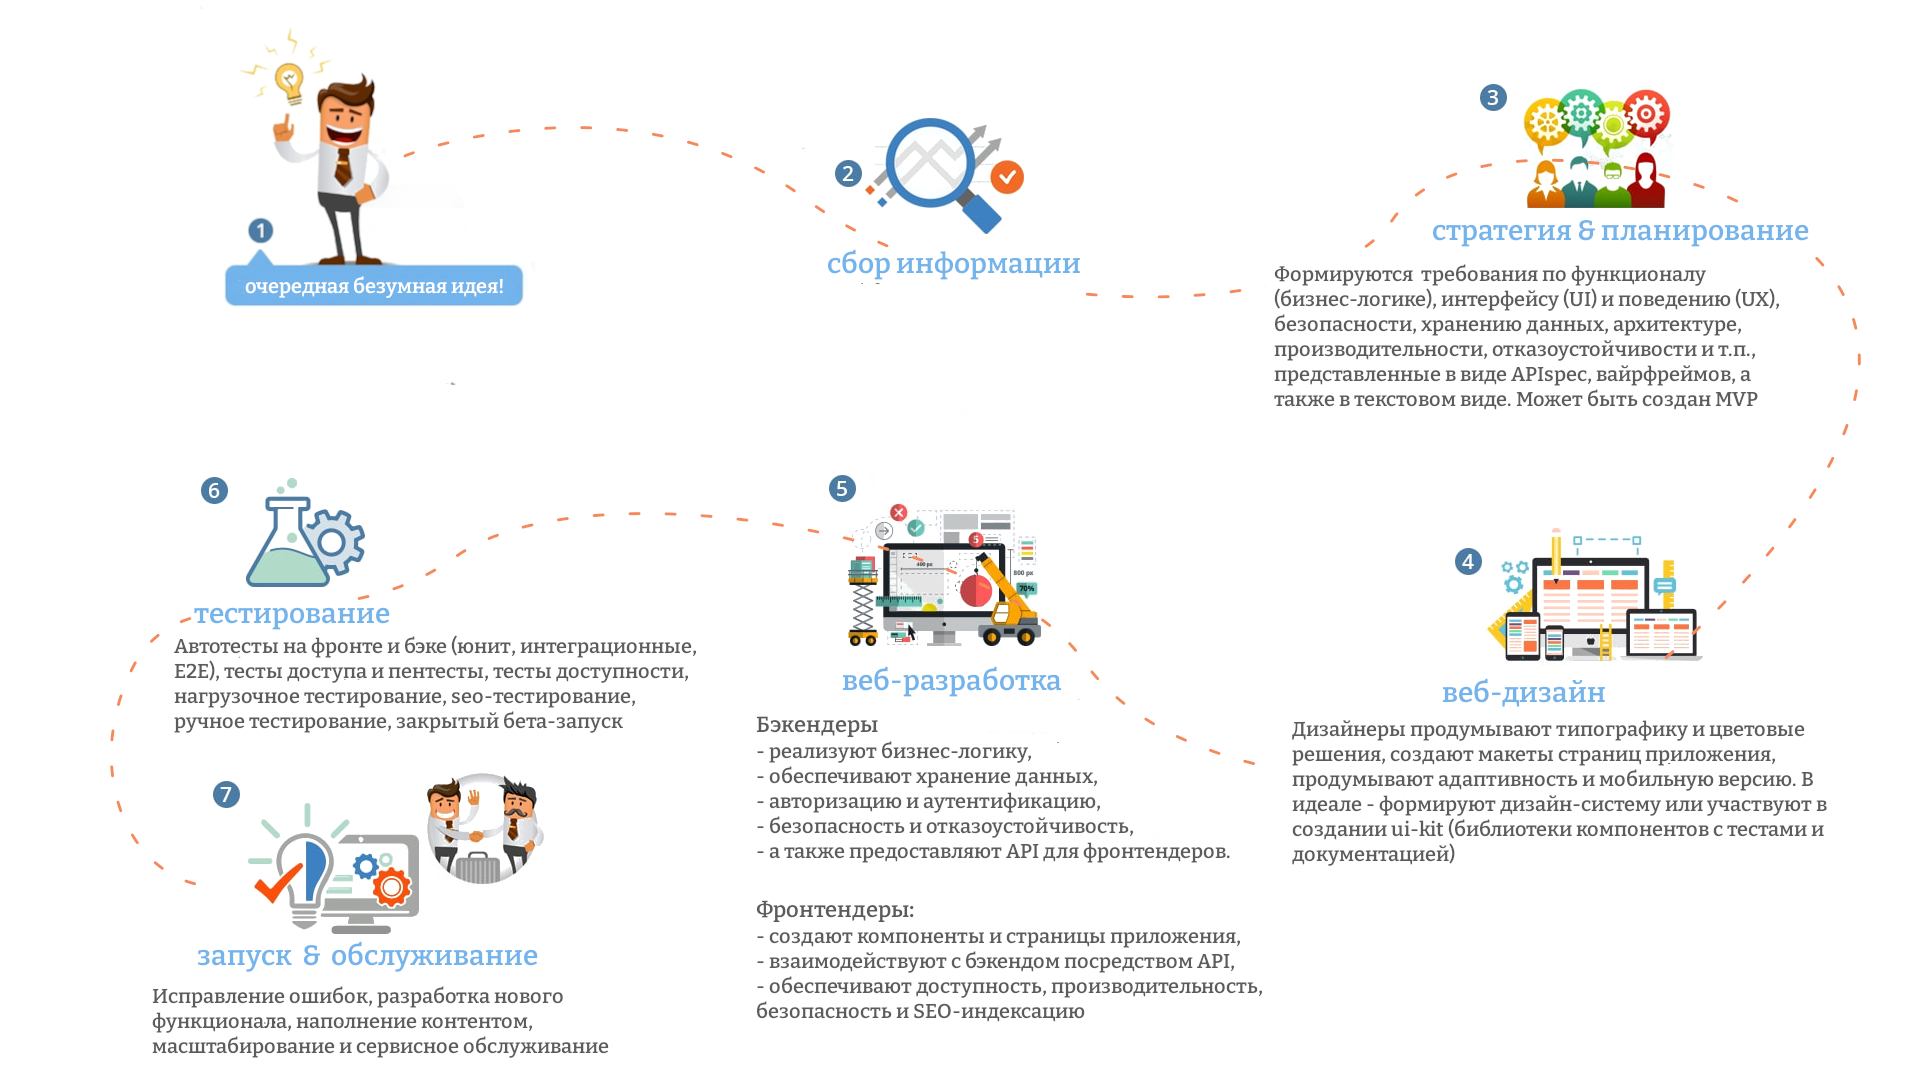 1
очередная безумная идея!
2
сбор информации
3
стратегия & планирование
Формируются требования по функционалу
(бизнес-логике), интерфейсу (UI) и поведению (UX),
безопасности, хранению данных, архитектуре,
производительности, отказоустойчивости и т.п.,
представленные в виде APIspec, вайрфреймов, а
также в текстовом виде. Может быть создан MVP
4
веб-дизайн
Дизайнеры продумывают типографику и цветовые
решения, создают макеты страниц приложения,
продумывают адаптивность и мобильную версию. В
идеале - формируют дизайн-систему или участвуют в
создании ui-kit (библиотеки компонентов с тестами и
документацией)
5
5
400 px
800 px
70%
веб-разработка
Бэкендеры
- реализуют бизнес-логику,
- обеспечивают хранение данных,
- авторизацию и аутентификацию,
- безопасность и отказоустойчивость,
- а также предоставляют API для фронтендеров.
Фронтендеры:
- создают компоненты и страницы приложения,
- взаимодействуют с бэкендом посредством API,
- обеспечивают доступность, производительность,
безопасность и SEO-индексацию
6
тестирование
Автотесты на фронте и бэке (юнит, интеграционные,
E2E), тесты доступа и пентесты, тесты доступности,
нагрузочное тестирование, seo-тестирование,
ручное тестирование, закрытый бета-запуск
7
запуск & обслуживание
Исправление ошибок, разработка нового
функционала, наполнение контентом,
масштабирование и сервисное обслуживание